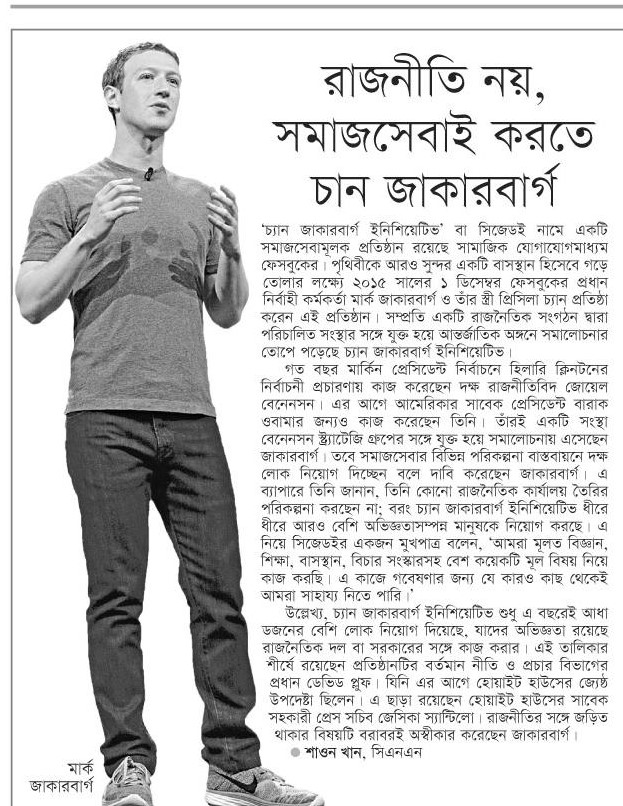 রাজনীতি নয়,
সমাজসেবাই করতে
চান জাকারবার্গ
‘চ্যান জাকারবার্গ ইনিশিয়েটিভ’ বা সিজেডই নামে একটি
সমাজসেবামূলক প্রতিষ্ঠান রয়েছে সামাজিক যোগাযোগমাধ্যম
ফেসবুকের। পৃথিবীকে আরও সুন্দর একটি বাসস্থান হিসেবে গড়ে
তোলার লক্ষ্যে ২০১৫ সালের ১ ডিসেম্বর ফেসবুকের প্রধান
নির্বাহী কর্মকর্তা মার্ক জাকারবার্গ ও তাঁর স্ত্রী প্রিসিলা চ্যান প্রতিষ্ঠা
করেন এই প্রতিষ্ঠান। সম্প্রতি একটি রাজনৈতিক সংগঠন দ্বারা
পরিচালিত সংস্থার সঙ্গে যুক্ত হয়ে আন্তর্জাতিক অঙ্গনে সমালোচনার
তোপে পড়েছে চ্যান জাকারবার্গ ইনিশিয়েটিভ।
গত বছর মার্কিন প্রেসিডেন্ট নির্বাচনে হিলারি ক্লিনটনের
নির্বাচনী প্রচারণায় কাজ করেছেন দক্ষ রাজনীতিবিদ জোয়েল
বেনেনসন। এর আগে আমেরিকার সাবেক প্রেসিডেন্ট বারাক
ওবামার জন্যও কাজ করেছেন তিনি। তাঁরই একটি সংস্থা
বেনেনসন স্ট্র্যাটেজি গ্রুপের সঙ্গে যুক্ত হয়ে সমালোচনায় এসেছেন
জাকারবার্গ। তবে সমাজসেবার বিভিন্ন পরিকল্পনা বাস্তবায়নে দক্ষ
লোক নিয়োগ দিচ্ছেন বলে দাবি করেছেন জাকারবার্গ। এ
ব্যাপারে তিনি জানান, তিনি কোনো রাজনৈতিক কার্যালয় তৈরির
পরিকল্পনা করছেন না; বরং চ্যান জাকারবার্গ ইনিশিয়েটিভ ধীরে
ধীরে আরও বেশি অভিজ্ঞতাসম্পন্ন মানুষকে নিয়োগ করছে। এ
নিয়ে সিজেডইর একজন মুখপাত্র বলেন, ‘আমরা মূলত বিজ্ঞান,
শিক্ষা, বাসস্থান, বিচার সংস্কারসহ বেশ কয়েকটি মূল বিষয় নিয়ে
কাজ করছি। এ কাজে গবেষণার জন্য যে কারও কাছ থেকেই
আমরা সাহায্য নিতে পারি।’
উল্লেখ্য, চ্যান জাকারবার্গ ইনিশিয়েটিভ শুধু এ বছরেই আধা
ডজনের বেশি লোক নিয়োগ দিয়েছে, যাদের অভিজ্ঞতা রয়েছে
রাজনৈতিক দল বা সরকারের সঙ্গে কাজ করার। এই তালিকার
শীর্ষে রয়েছেন প্রতিষ্ঠানটির বর্তমান নীতি ও প্রচার বিভাগের
প্রধান ডেভিড প্লুফ। যিনি এর আগে হোয়াইট হাউসের জ্যেষ্ঠ
উপদেষ্টা ছিলেন। এ ছাড়া রয়েছেন হোয়াইট হাউসের সাবেক
সহকারী প্রেস সচিব জেসিকা স্যান্টিলো। রাজনীতির সঙ্গে জড়িত
থাকার বিষয়টি বরাবরই অস্বীকার করেছেন জাকারবার্গ।
● শাওন খান, সিএনএন
মার্ক
জাকারবার্গ